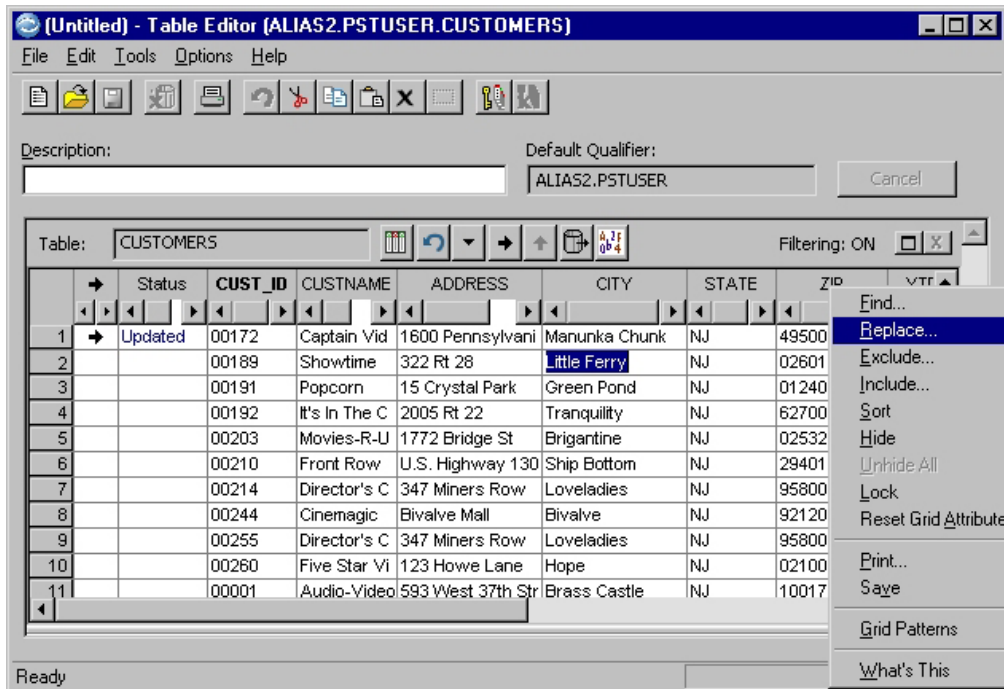 (Untitled) - Table Editor (ALIAS2.PSTUSER.CUSTOMERS)
File Edit Tools Options Help
Description:
Default Qualifier:
ALIAS2.PSTUSER
Cancel
Table: CUSTOMERS
Filtering: ON
Status CUST_ID CUSTNAME ADDRESS CITY STATE ZIP
1 Updated 00172 Captain Vid 1600 Pennsylvani Manunka Chunk NJ 49500
2 00189 Showtime 322 Rt 28 Little Ferry NJ 02601
3 00191 Popcorn 15 Crystal Park Green Pond NJ 01240
4 00192 It's In The C 2005 Rt 22 Tranquility NJ 62700
5 00203 Movies-R-U 1772 Bridge St Brigantine NJ 02532
6 00210 Front Row U.S. Highway 130 Ship Bottom NJ 29401
7 00214 Director's C 347 Miners Row Loveladies NJ 95800
8 00244 Cinemagic Bivalve Mall Bivalve NJ 92120
9 00255 Director's C 347 Miners Row Loveladies NJ 95800
10 00260 Five Star Vi 123 Howe Lane Hope NJ 02100
11 00001 Audio-Video 593 West 37th Str Brass Castle NJ 10017
Find...
Replace...
Exclude...
Include...
Sort
Hide
Unhide All
Lock
Reset Grid Attribute
Print...
Save
Grid Patterns
What's This
Ready